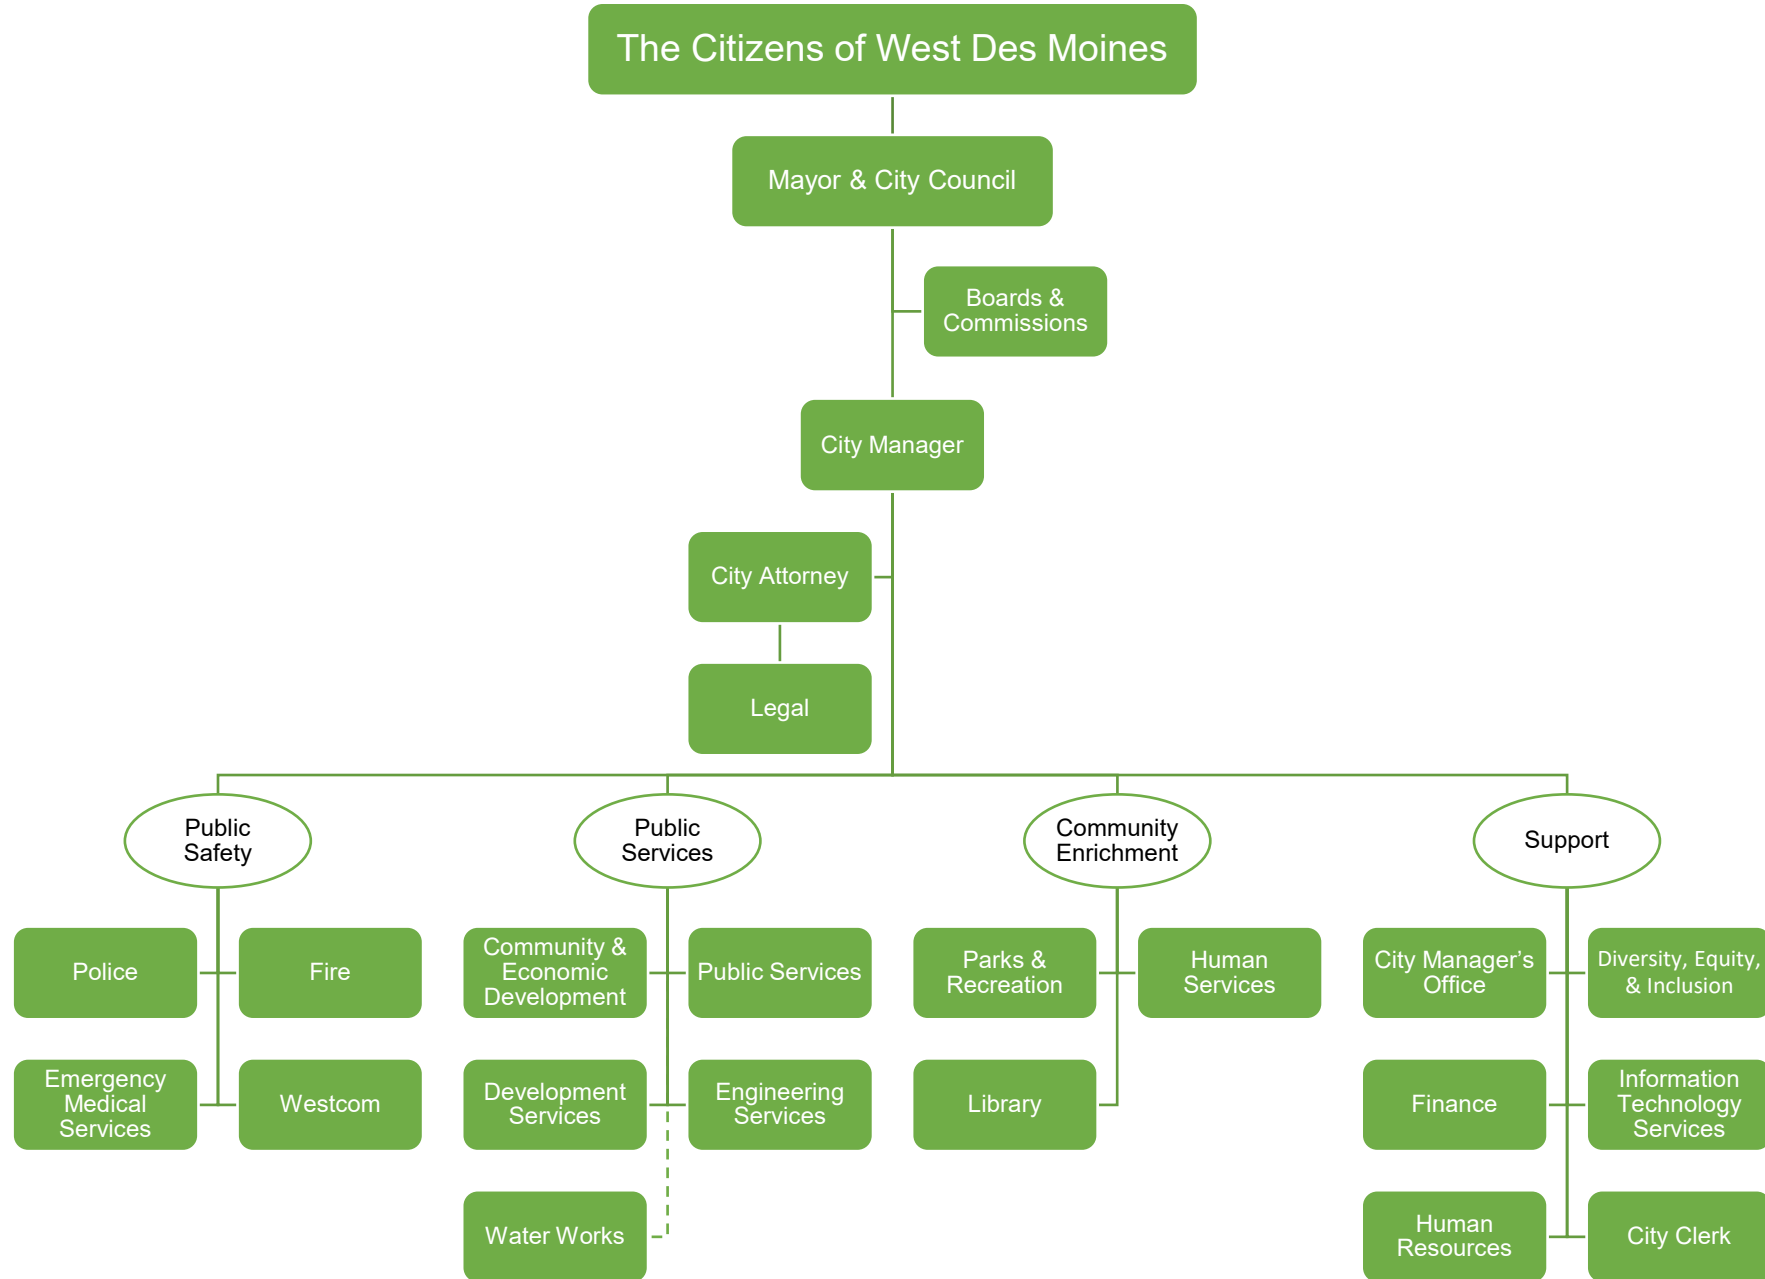 The Citizens of West Des Moines
Mayor & City Council
Boards &
Commissions
City Manager
City Attorney
Legal
Public
Safety
Public
Services
Community
Enrichment
Support
Police
Fire
Community &
Economic
Development
Public Services
Parks &
Recreation
Human
Services
City Manager’s
Office
Diversity, Equity,
& Inclusion
Emergency
Medical
Services
Westcom
Development
Services
Engineering
Services
Library
Finance
Information
Technology
Services
Water Works
Human
Resources
City Clerk